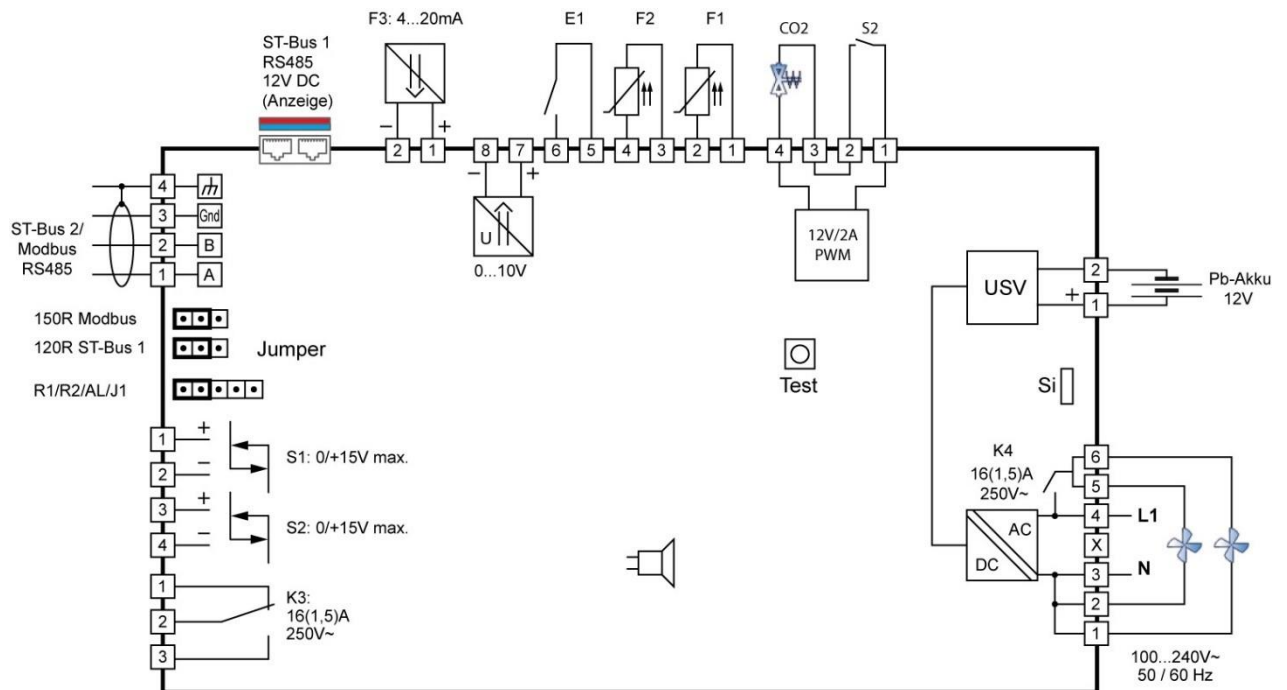 F3: 4...20mA
E1
F2
F1
CO2
S2
ST-Bus 1
RS485
12V DC
(Anzeige)
− +
2 1
8 7 6 5 4 3 2 1
4 3 2 1
− +
U
0...10V
12V/2A
PWM
4
3 Gnd
2 B
1 A
ST-Bus 2/
Modbus
RS485
150R Modbus
120R ST-Bus 1
Jumper
R1/R2/AL/J1
1 +
2 −
S1: 0/+15V max.
3 +
4 −
S2: 0/+15V max.
1
2
3
K3:
16(1,5)A
250V~
Test
USV
2
+ 1
Pb-Akku
12V
Si
K4
16(1,5)A
250V~
AC
DC
6
5
4 L1
X
3 N
2
1
100...240V~
50 / 60 Hz